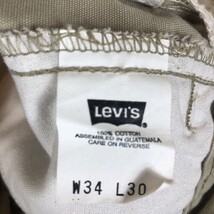 LEVI'S
100% COTTON
ASSEMBLED IN GUATEMALA
CARE ON REVERSE
W34 L30